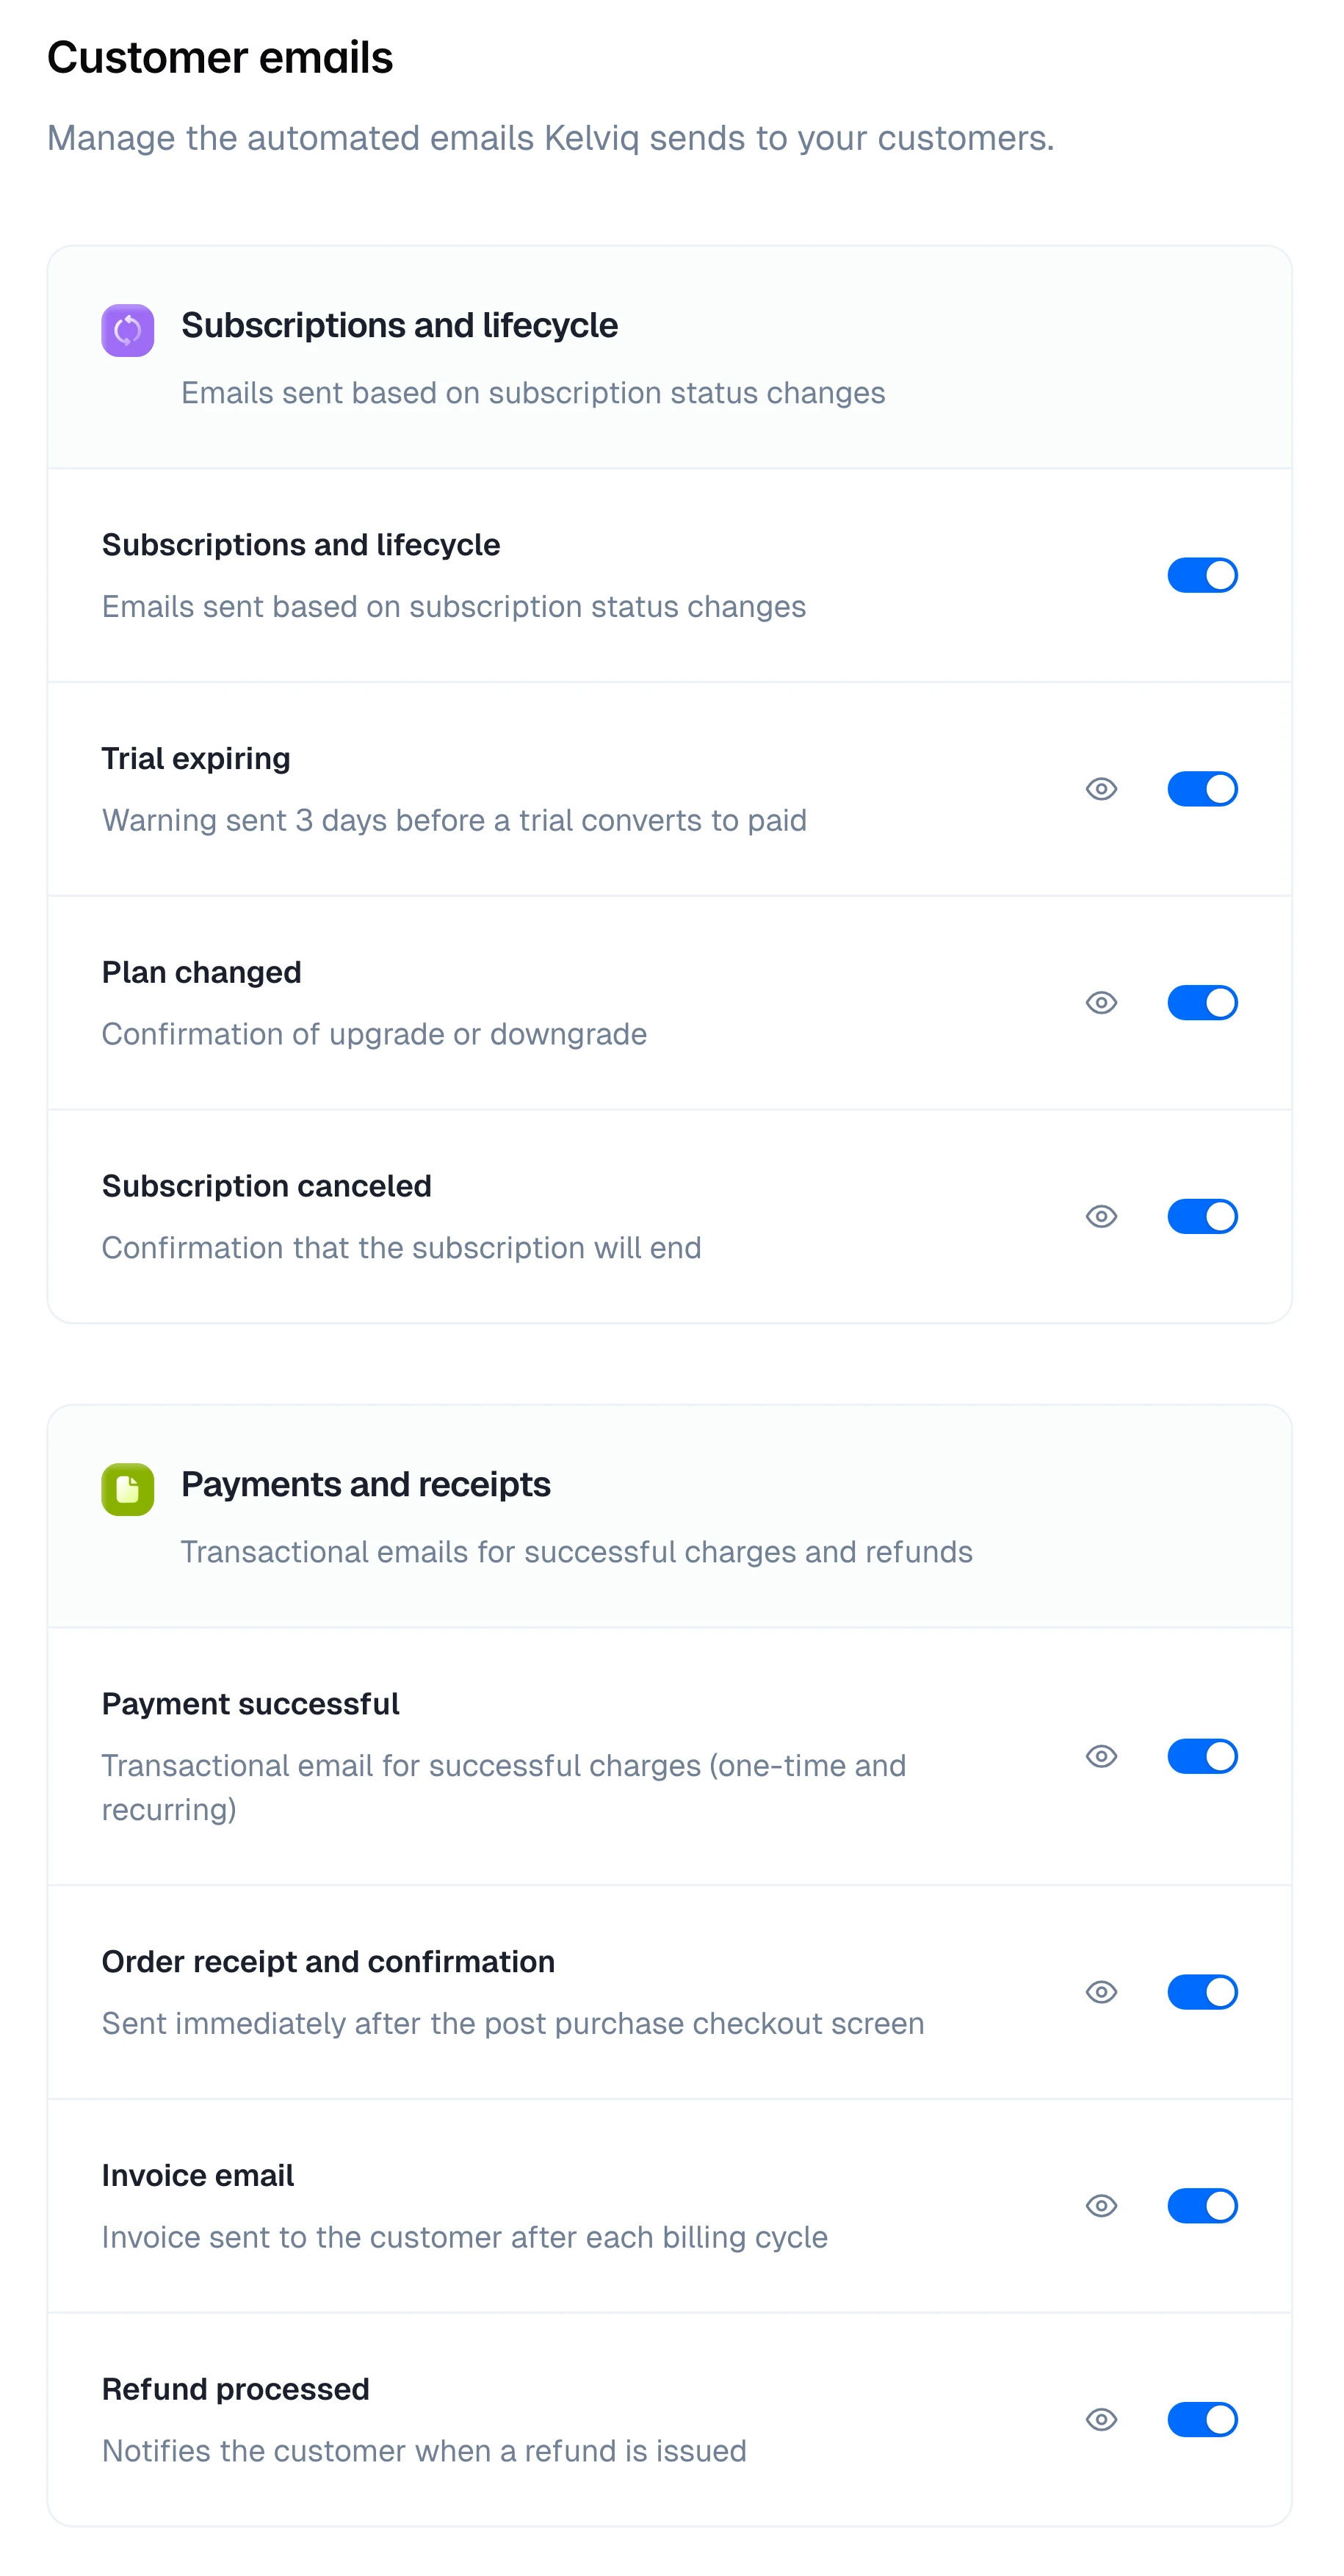 Customer emails
Manage the automated emails Kelviq sends to your customers.
Subscriptions and lifecycle
Emails sent based on subscription status changes
Subscriptions and lifecycle
Emails sent based on subscription status changes
Trial expiring
Warning sent 3 days before a trial converts to paid
Plan changed
Confirmation of upgrade or downgrade
Subscription canceled
Confirmation that the subscription will end
Payments and receipts
Transactional emails for successful charges and refunds
Payment successful
Transactional email for successful charges (one-time and
recurring)
Order receipt and confirmation
Sent immediately after the post purchase checkout screen
Invoice email
Invoice sent to the customer after each billing cycle
Refund processed
Notifies the customer when a refund is issued